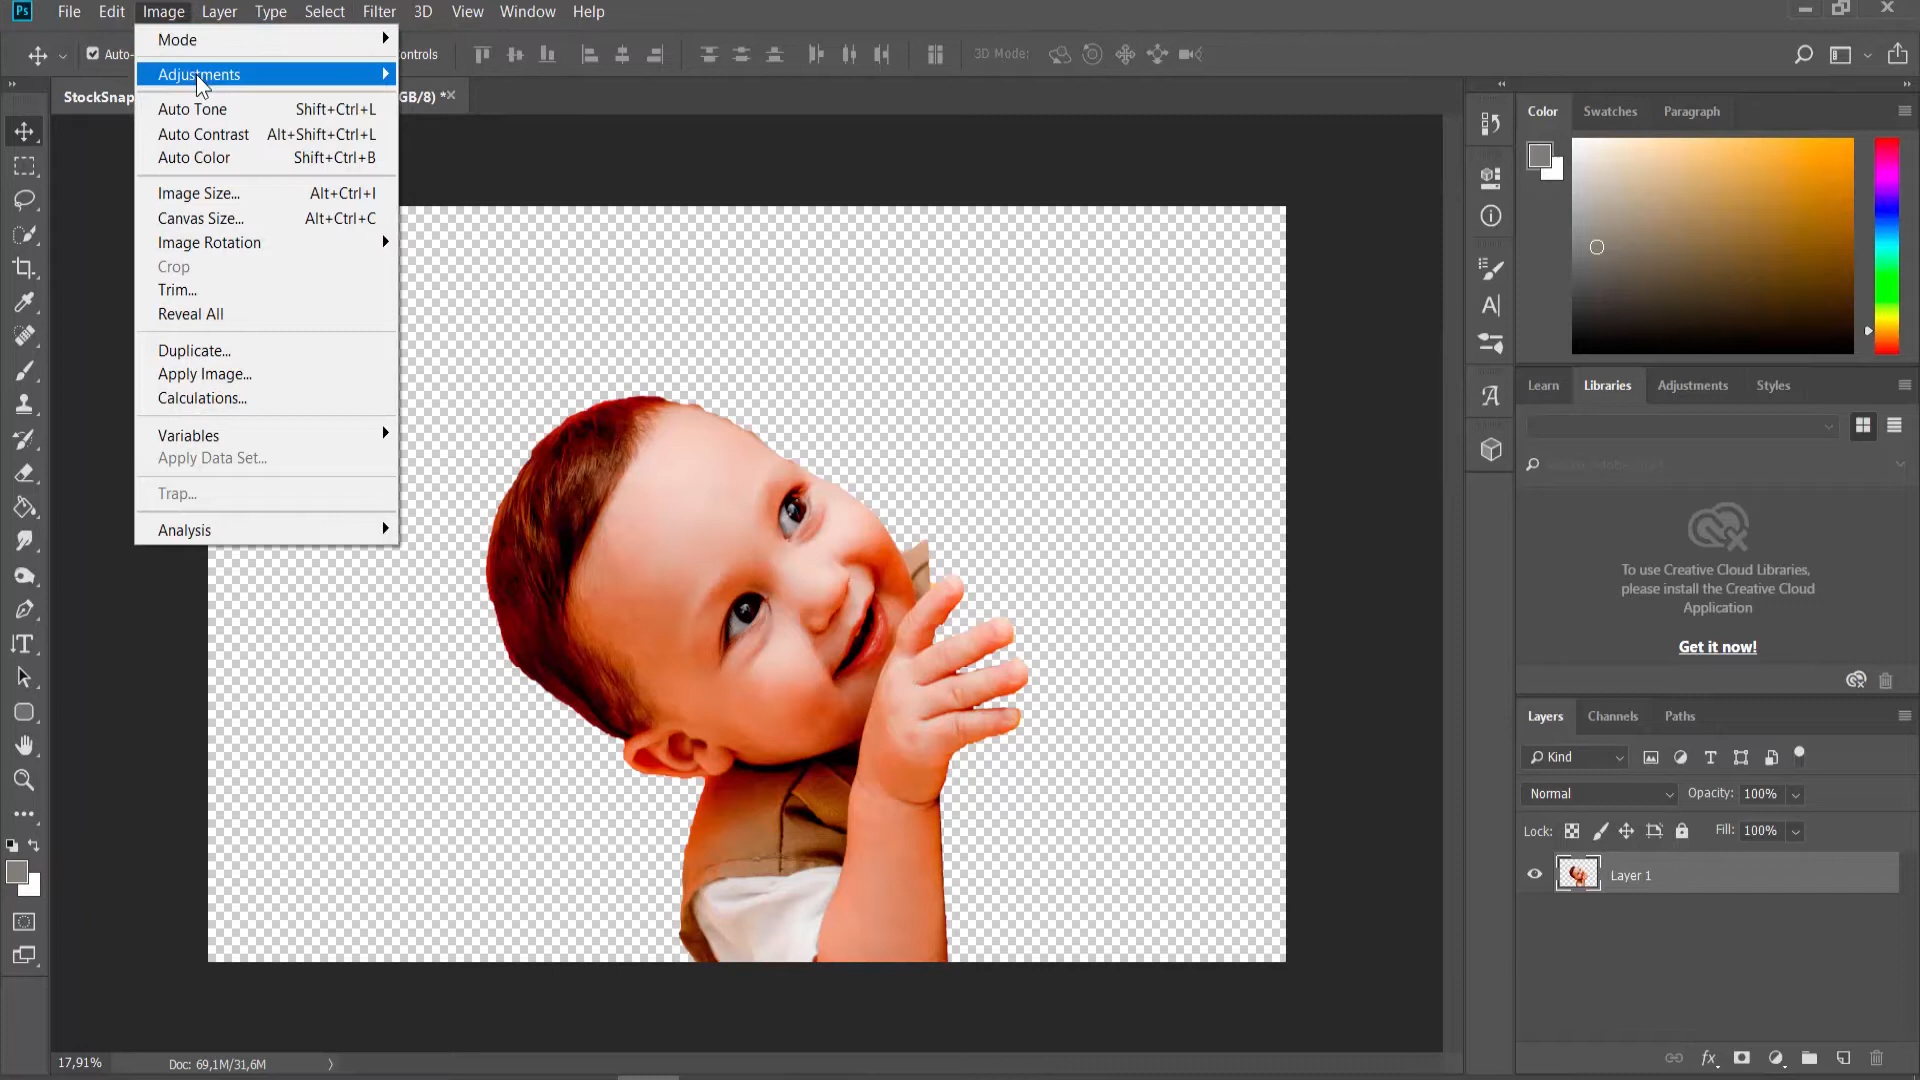 Ps File Edit Image Layer Type Select Filter 3D View Window Help
Auto- ontrols 3D Mode:
StockSnap GB/8) *
Mode
Adjustments
Auto Tone Shift+Ctrl+L
Auto Contrast Alt+Shift+Ctrl+L
Auto Color Shift+Ctrl+B
Image Size... Alt+Ctrl+I
Canvas Size... Alt+Ctrl+C
Image Rotation
Crop
Trim...
Reveal All
Duplicate...
Apply Image...
Calculations...
Variables
Apply Data Set...
Trap...
Analysis
Color Swatches Paragraph
Learn Libraries Adjustments Styles
To use Creative Cloud Libraries,
please install the Creative Cloud
Application
Get it now!
Layers Channels Paths
Kind
Normal Opacity: 100%
Lock: Fill: 100%
Layer 1
fx
17,91% Doc: 69,1M/31,6M